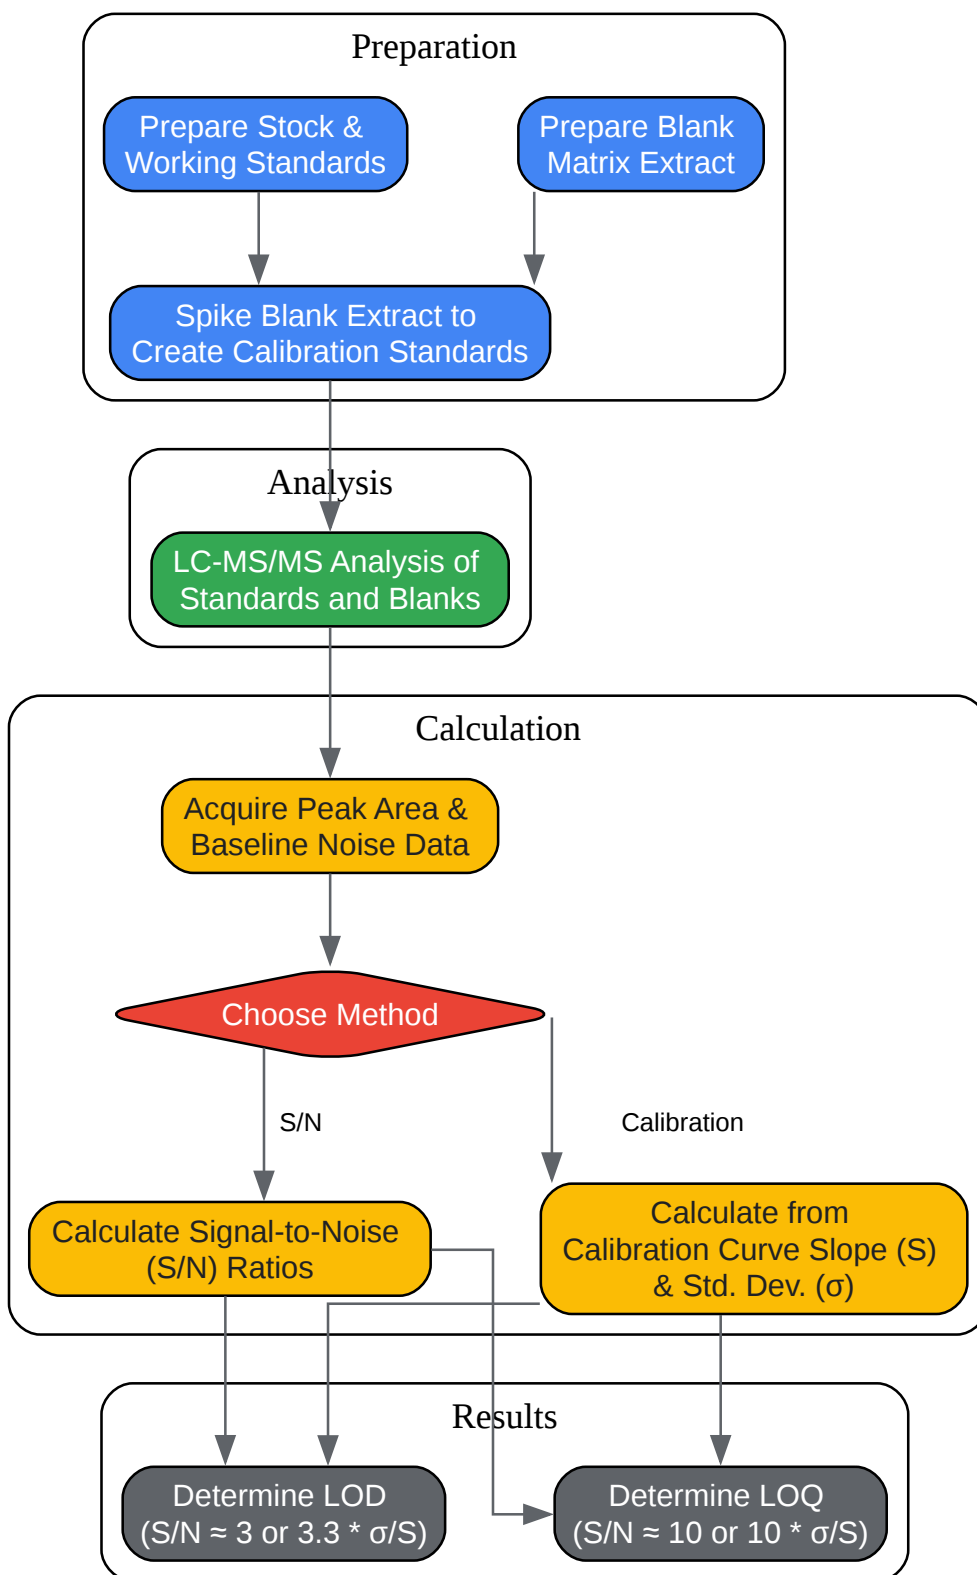 Preparation
Prepare Stock &
Working Standards
Prepare Blank
Matrix Extract
Spike Blank Extract to
Create Calibration Standards
Analysis
LC-MS/MS Analysis of
Standards and Blanks
Calculation
Acquire Peak Area &
Baseline Noise Data
Choose Method
S/N
Calibration
Calculate Signal-to-Noise
(S/N) Ratios
Calculate from
Calibration Curve Slope (S)
& Std. Dev. (σ)
Results
Determine LOD
(S/N ≈ 3 or 3.3 * σ/S)
Determine LOQ
(S/N ≈ 10 or 10 * σ/S)